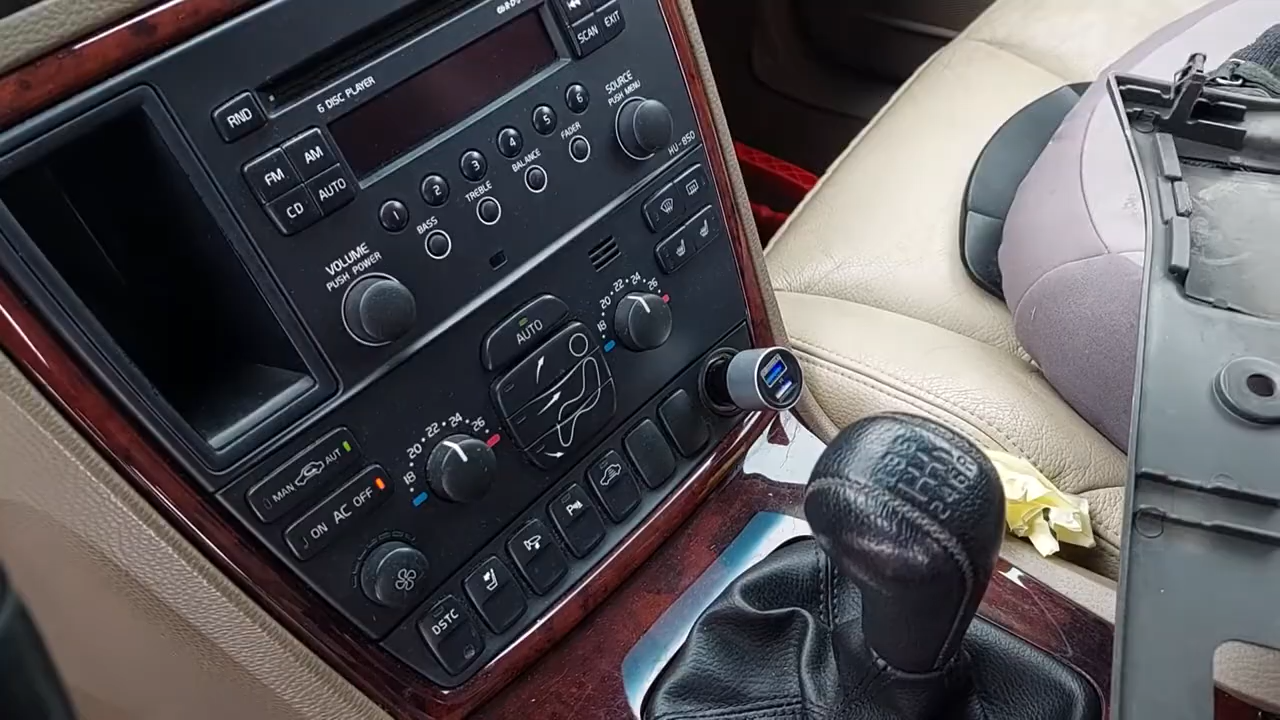 SCAN
EXIT
6 DISC PLAYER
RND
FM
AM
CD
AUTO
1
2
3
4
5
6
BASS
TREBLE
BALANCE
FADER
SOURCE
PUSH MENU
HU-850
VOLUME
PUSH POWER
AUTO
18 20 22 24 26
18 20 22 24 26
MAN AUT
ON AC OFF
DSTC